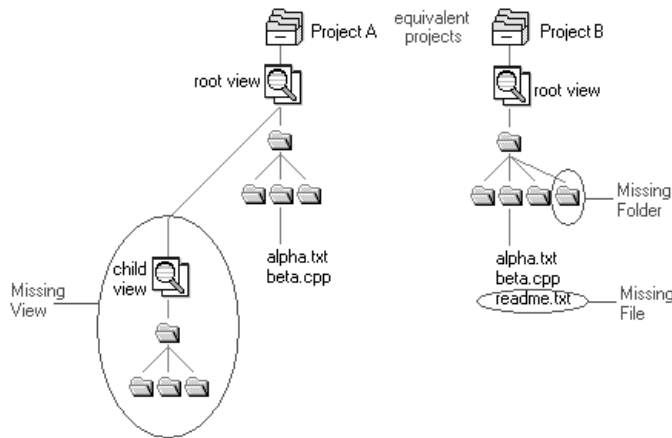 Project A
equivalent
projects
Project B
root view
root view
Missing
Folder
alpha.txt
beta.cpp
alpha.txt
beta.cpp
readme.txt
child
view
Missing
View
Missing
File